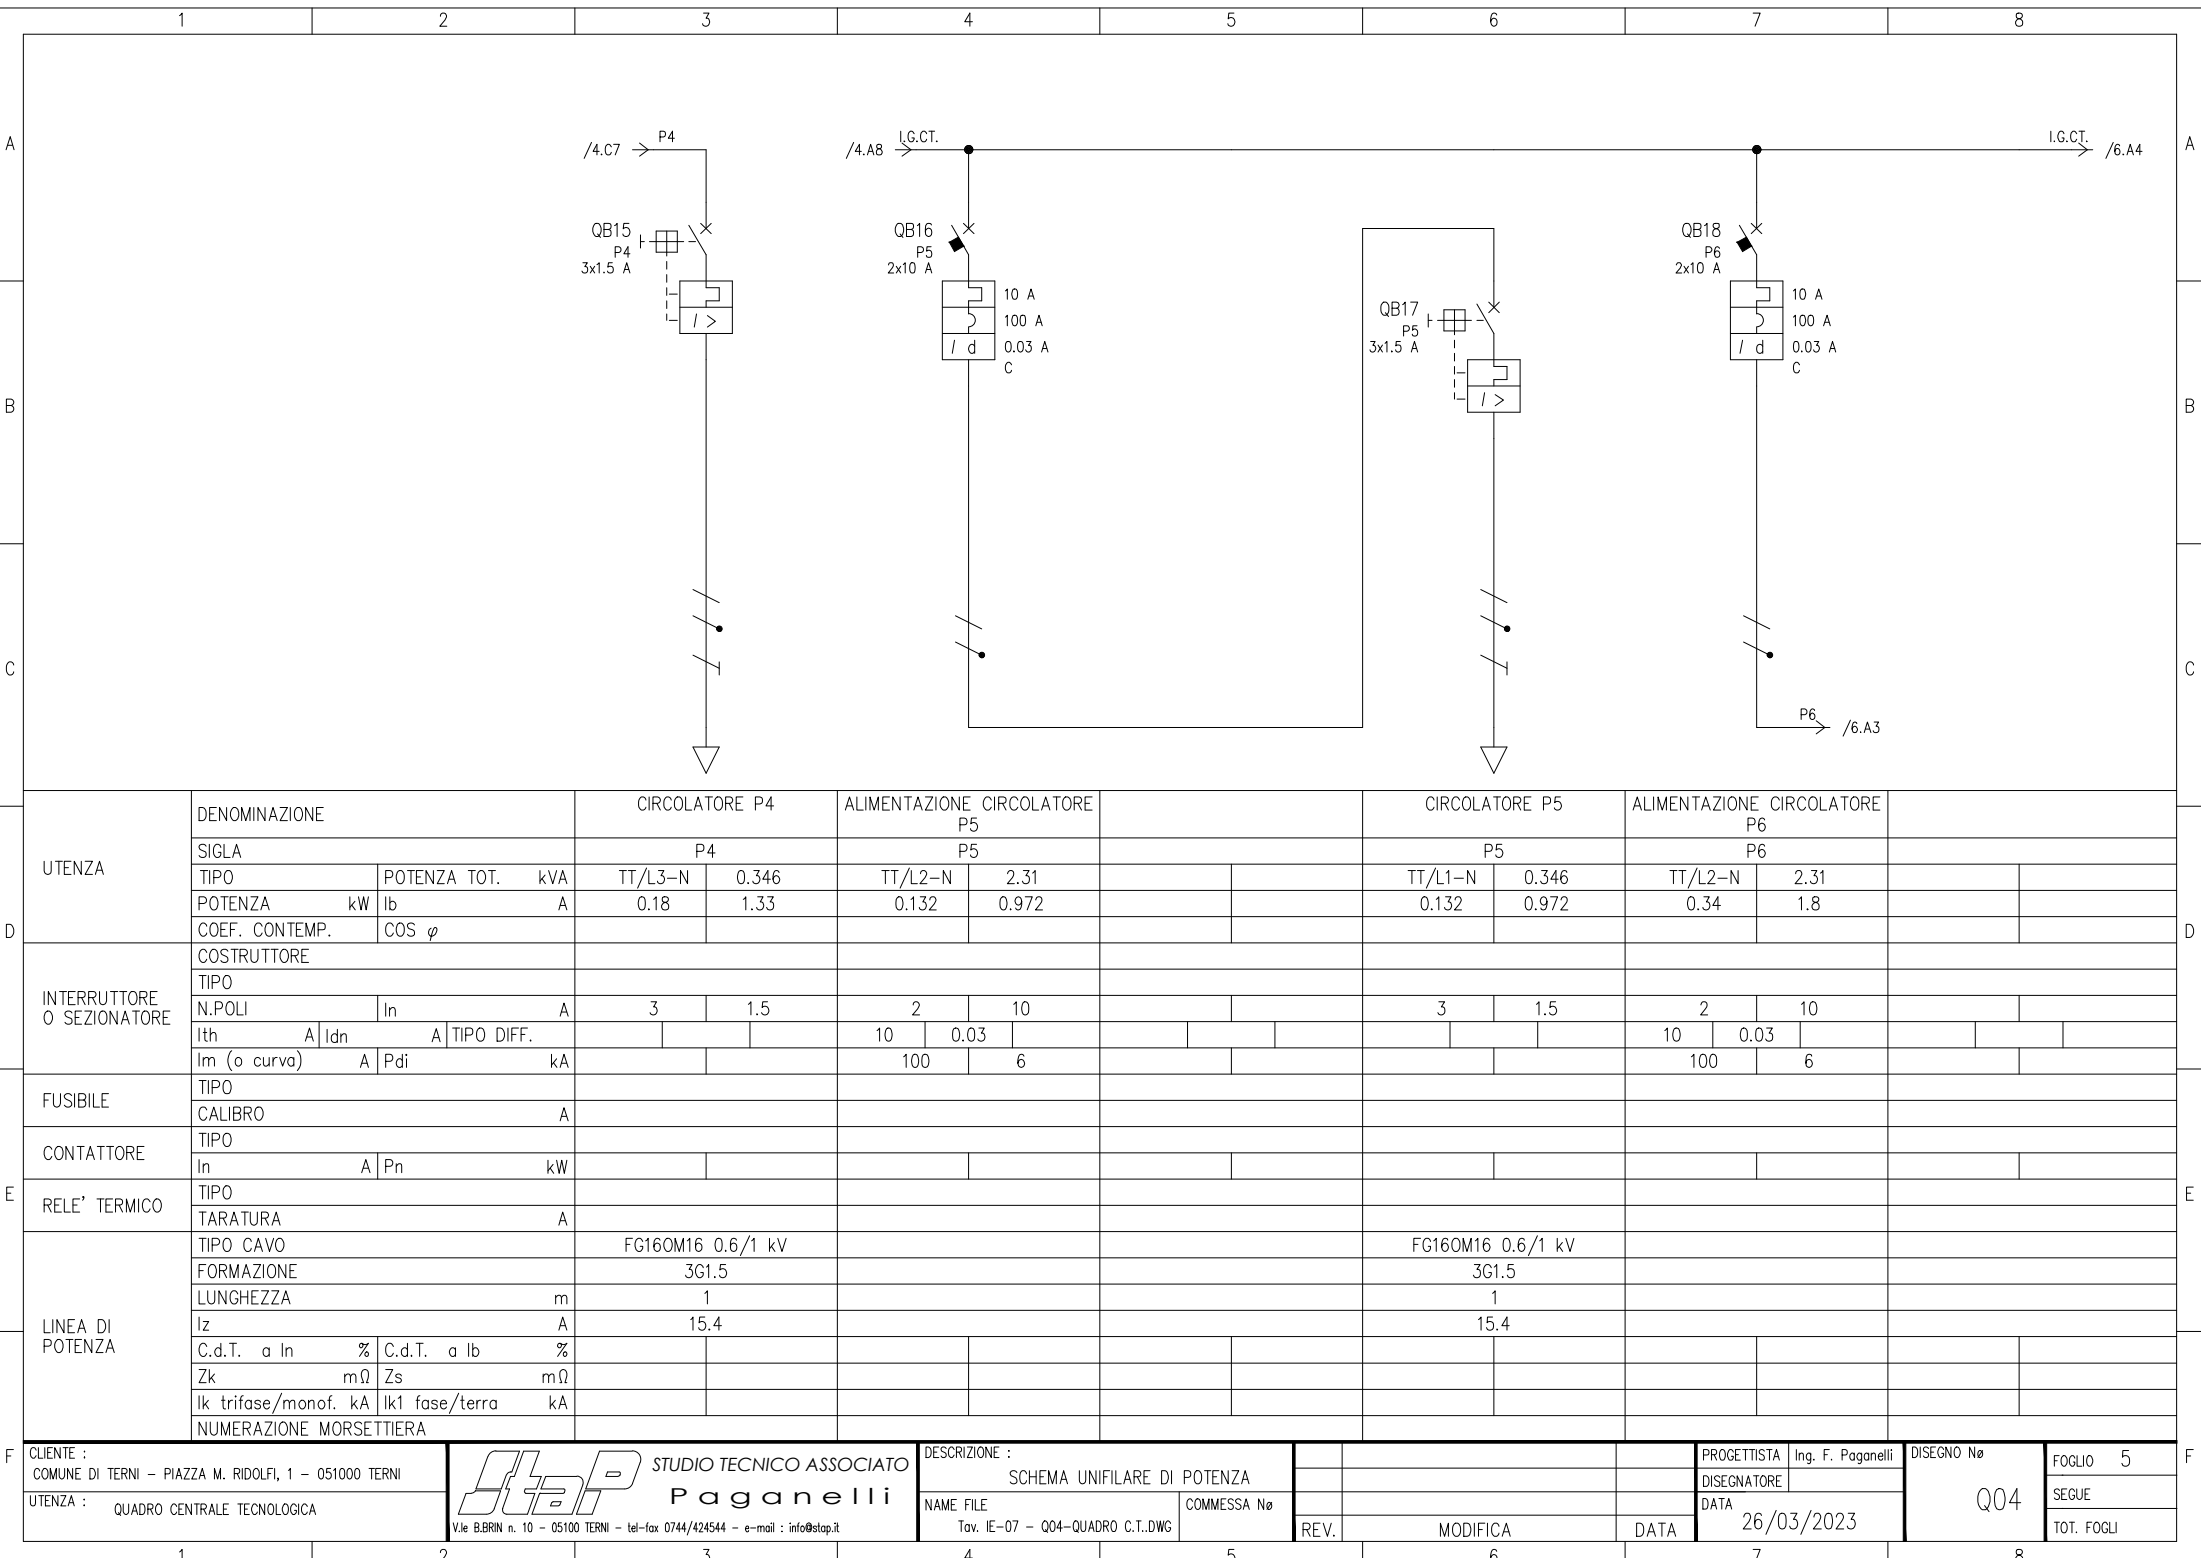 1 2 3 4 5 6 7 8
A A
/4.C7 P4
/4.A8 I.G.CT.
I.G.CT. /6.A4
QB15
P4
3x1.5 A
I >
QB16
P5
2x10 A
10 A
100 A
I d 0.03 A
C
QB17
P5
3x1.5 A
I >
QB18
P6
2x10 A
10 A
100 A
I d 0.03 A
C
B B
C C
P6 /6.A3
UTENZA
DENOMINAZIONE CIRCOLATORE P4 ALIMENTAZIONE CIRCOLATORE P5 CIRCOLATORE P5 ALIMENTAZIONE CIRCOLATORE P6
SIGLA P4 P5 P5 P6
TIPO POTENZA TOT. kVA TT/L3-N 0.346 TT/L2-N 2.31 TT/L1-N 0.346 TT/L2-N 2.31
POTENZA kW Ib A 0.18 1.33 0.132 0.972 0.132 0.972 0.34 1.8
COEF. CONTEMP. COS φ
D D
INTERRUTTORE
O SEZIONATORE
COSTRUTTORE
TIPO
N.POLI In A 3 1.5 2 10 3 1.5 2 10
Ith A Idn A TIPO DIFF. 10 0.03 10 0.03
Im (o curva) A Pdi kA 100 6 100 6
FUSIBILE
TIPO
CALIBRO A
CONTATTORE
TIPO
In A Pn kW
E E
RELE' TERMICO
TIPO
TARATURA A
LINEA DI
POTENZA
TIPO CAVO FG16OM16 0.6/1 kV FG16OM16 0.6/1 kV
FORMAZIONE 3G1.5 3G1.5
LUNGHEZZA m 1 1
Iz A 15.4 15.4
C.d.T. a In % C.d.T. a Ib %
Zk mΩ Zs mΩ
Ik trifase/monof. kA Ik1 fase/terra kA
NUMERAZIONE MORSETTIERA
F F
CLIENTE :
COMUNE DI TERNI - PIAZZA M. RIDOLFI, 1 - 051000 TERNI
UTENZA : QUADRO CENTRALE TECNOLOGICA
StaP
STUDIO TECNICO ASSOCIATO
Paganelli
V.le B.BRIN n. 10 - 05100 TERNI - tel-fax 0744/424544 - e-mail : info@stap.it
DESCRIZIONE :
SCHEMA UNIFILARE DI POTENZA
NAME FILE
Tav. IE-07 - Q04-QUADRO C.T..DWG
COMMESSA Nø
REV. MODIFICA DATA
PROGETTISTA Ing. F. Paganelli
DISEGNATORE
DATA
26/03/2023
DISEGNO Nø
Q04
FOGLIO 5
SEGUE
TOT. FOGLI
1 2 3 4 5 6 7 8